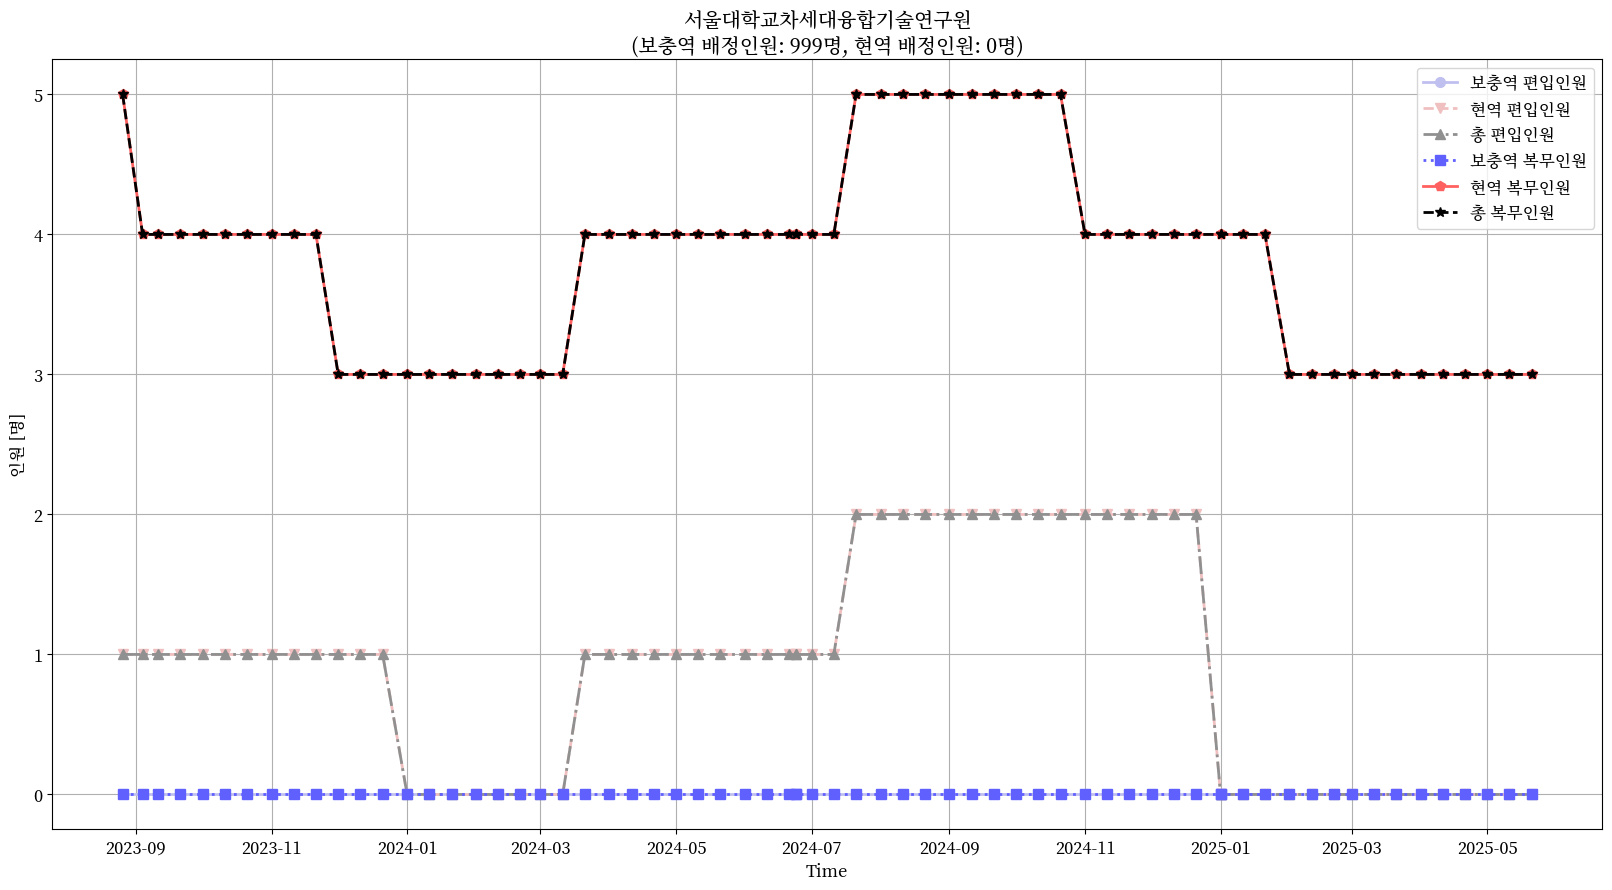 서울대학교차세대융합기술연구원
(보충역 배정인원: 999명, 현역 배정인원: 0명)
보충역 편입인원
현역 편입인원
총 편입인원
보충역 복무인원
현역 복무인원
총 복무인원
5
4
3
2
1
0
인원 [명]
2023-09 2023-11 2024-01 2024-03 2024-05 2024-07 2024-09 2024-11 2025-01 2025-03 2025-05
Time